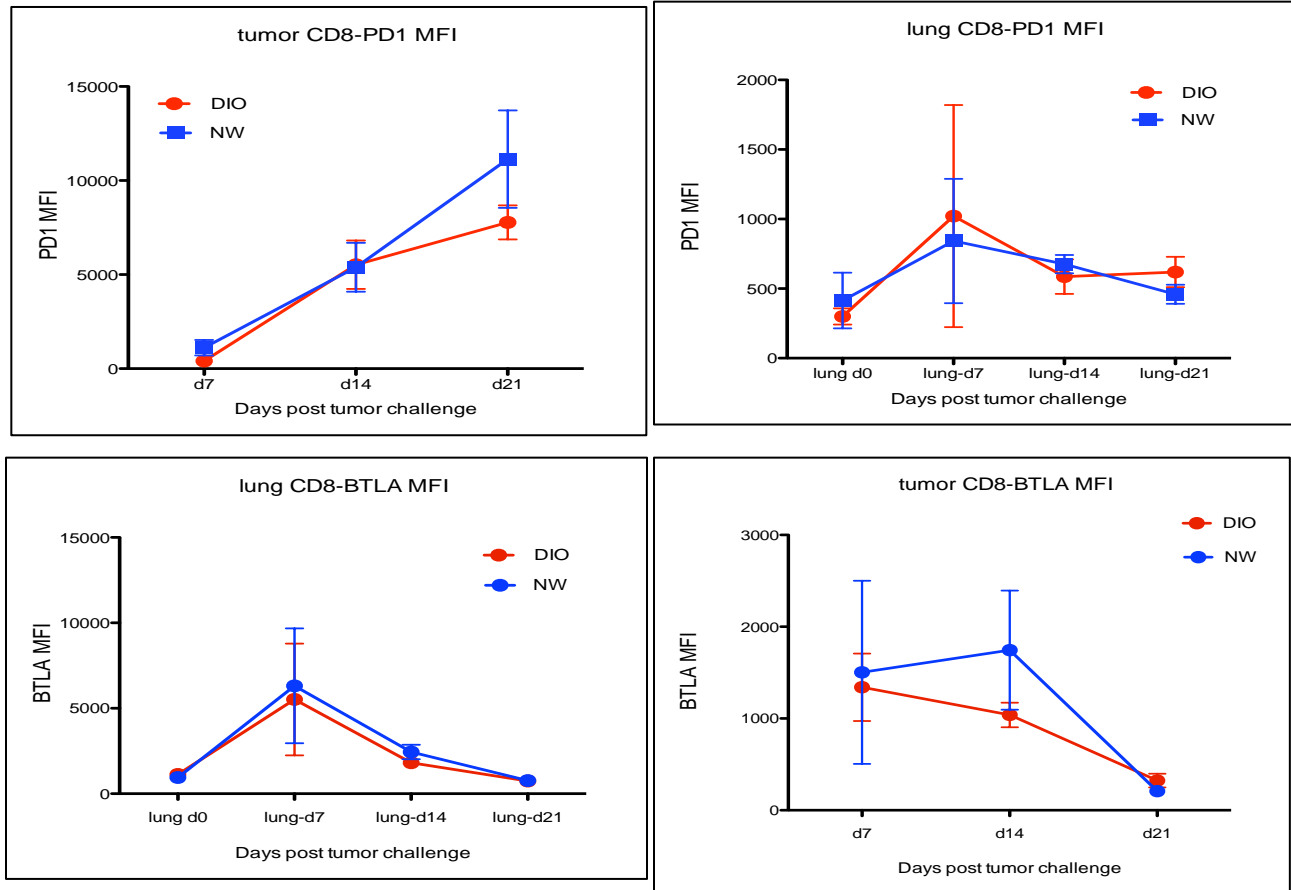 tumor CD8-PD1 MFI
15000
10000
5000
0
PD1 MFI
DIO
NW
d7 d14 d21
Days post tumor challenge
lung CD8-PD1 MFI
2000
1500
1000
500
0
PD1 MFI
DIO
NW
lung d0 lung-d7 lung-d14 lung-d21
Days post tumor challenge
lung CD8-BTLA MFI
15000
10000
5000
0
BTLA MFI
DIO
NW
lung d0 lung-d7 lung-d14 lung-d21
Days post tumor challenge
tumor CD8-BTLA MFI
3000
2000
1000
0
BTLA MFI
DIO
NW
d7 d14 d21
Days post tumor challenge